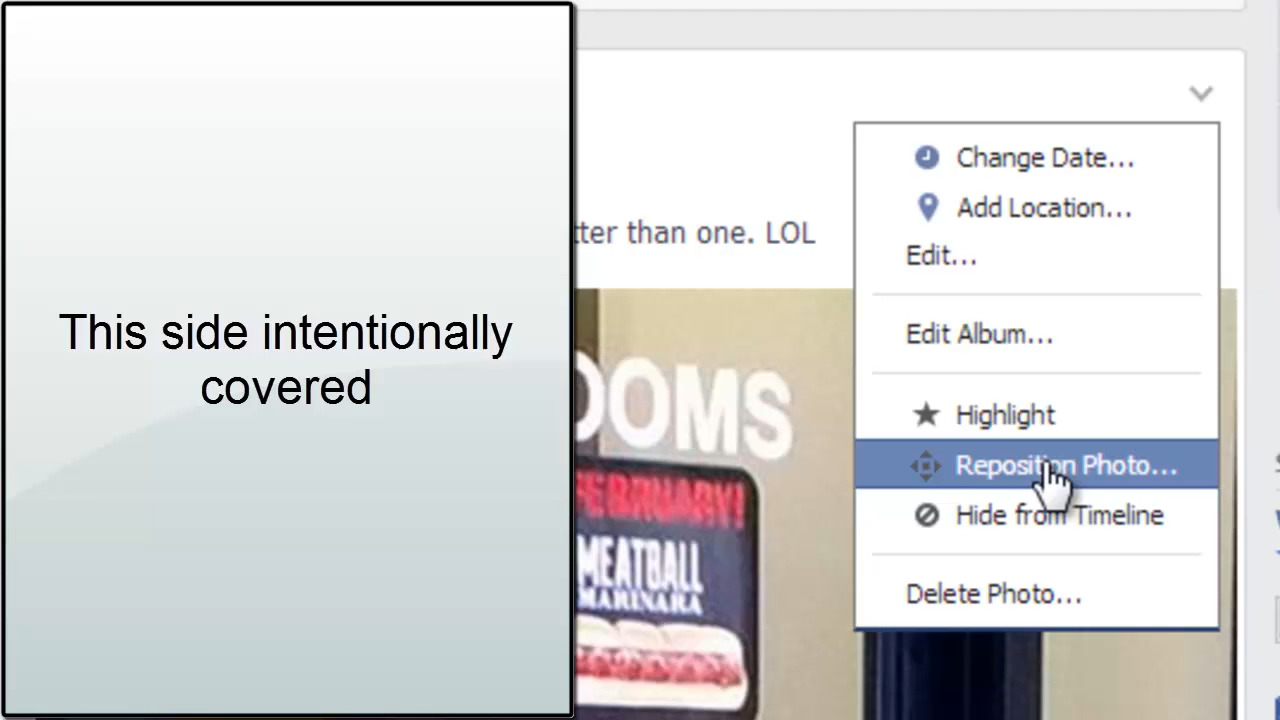 This side intentionally
covered
Change Date...
Add Location...
tter than one. LOL
Edit...
Edit Album...
OOMS
Highlight
Reposition Photo...
Hide from Timeline
MEATBALL
MARINARA
Delete Photo...